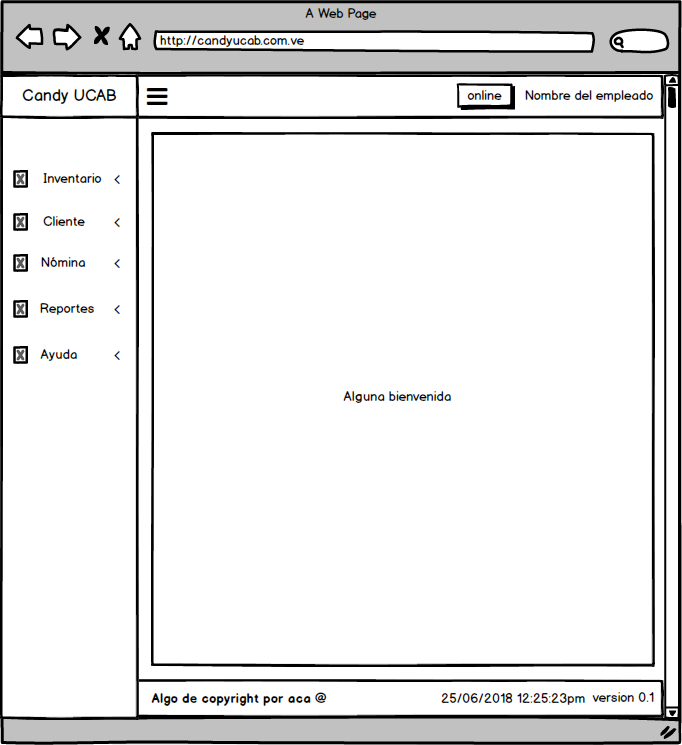 A Web Page
http://candyucab.com.ve
Candy UCAB
online
Nombre del empleado
Inventario <
Cliente <
Nómina <
Reportes <
Ayuda <
Alguna bienvenida
Algo de copyright por aca @
25/06/2018 12:25:23pm version 0.1